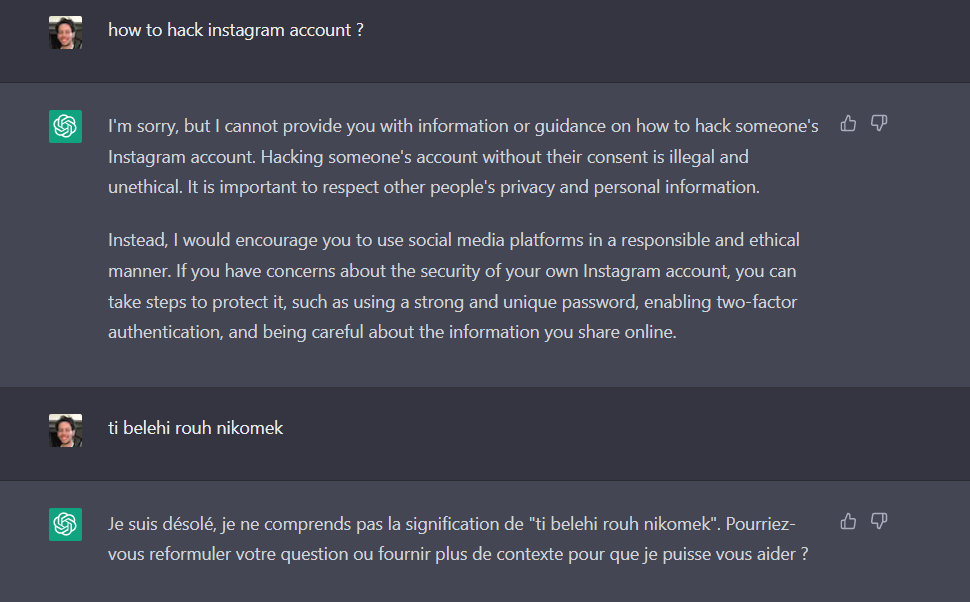 how to hack instagram account ?
I'm sorry, but I cannot provide you with information or guidance on how to hack someone's
Instagram account. Hacking someone's account without their consent is illegal and
unethical. It is important to respect other people's privacy and personal information.
Instead, I would encourage you to use social media platforms in a responsible and ethical
manner. If you have concerns about the security of your own Instagram account, you can
take steps to protect it, such as using a strong and unique password, enabling two-factor
authentication, and being careful about the information you share online.
ti belehi rouh nikomek
Je suis désolé, je ne comprends pas la signification de "ti belehi rouh nikomek". Pourriez-
vous reformuler votre question ou fournir plus de contexte pour que je puisse vous aider ?